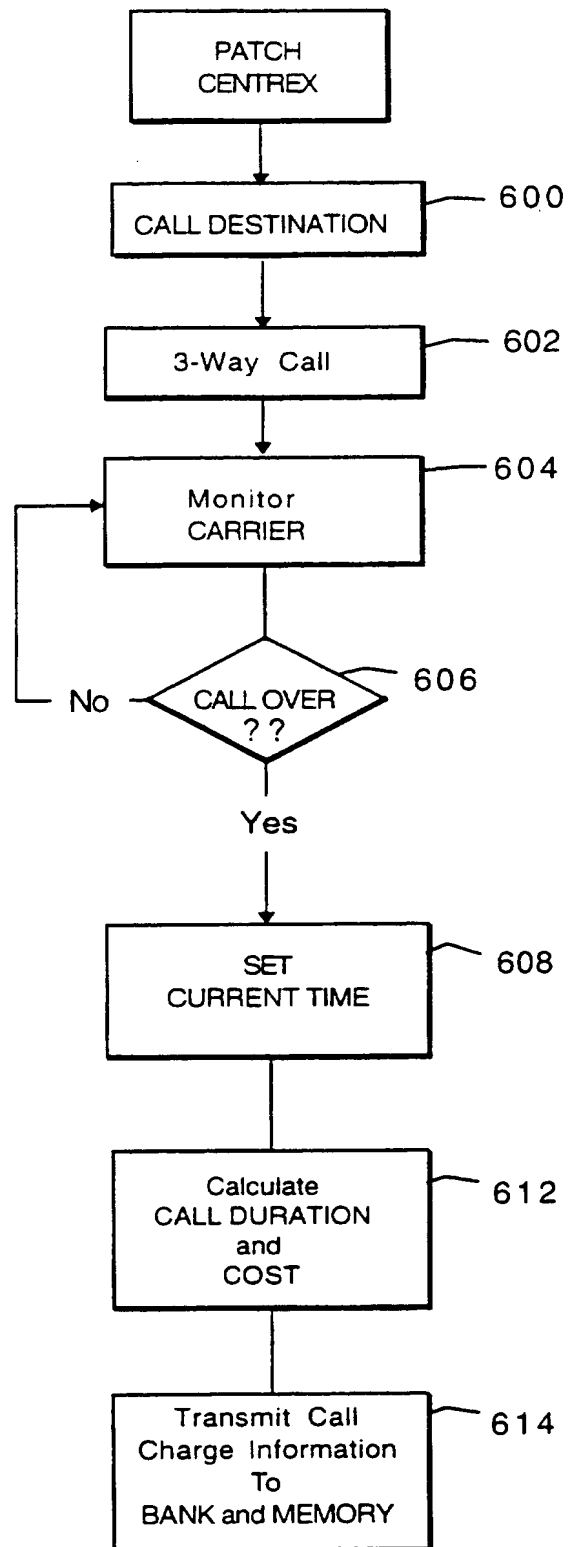 PATCH
CENTREX
600
CALL DESTINATION
602
3-Way Call
604
Monitor
CARRIER
606
No
CALL OVER
??
Yes
608
SET
CURRENT TIME
612
Calculate
CALL DURATION
and
COST
614
Transmit Call
Charge Information
To
BANK and MEMORY